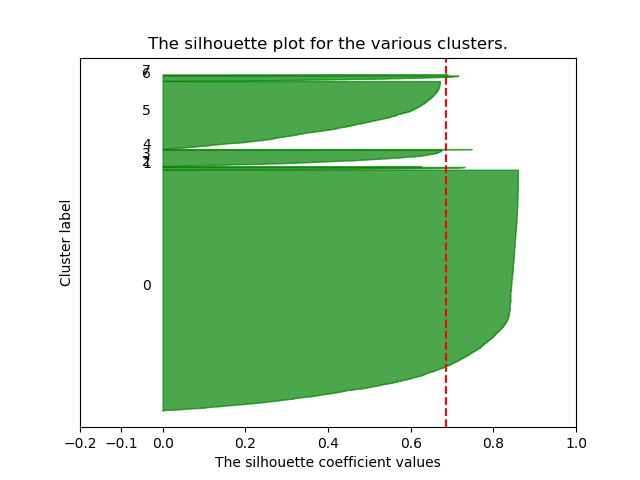 The silhouette plot for the various clusters.
7
6
5
4
3
2
1
0
Cluster label
−0.2 −0.1 0.0 0.2 0.4 0.6 0.8 1.0
The silhouette coefficient values